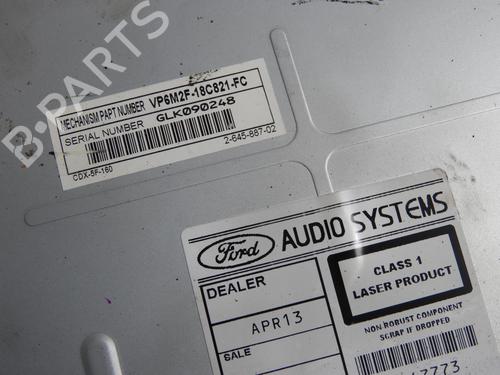 B-PARTS
MECHANISM PAPT NUMBER VP6M2F-18C821-FC
SERIAL NUMBER GLK090248
CDX-5F-160
2-645-887-02
Ford AUDIO SYSTEMS
DEALER
APR13
SALE
CLASS 1
LASER PRODUCT
NON ROBUST COMPONENT
SCRAP IF DROPPED